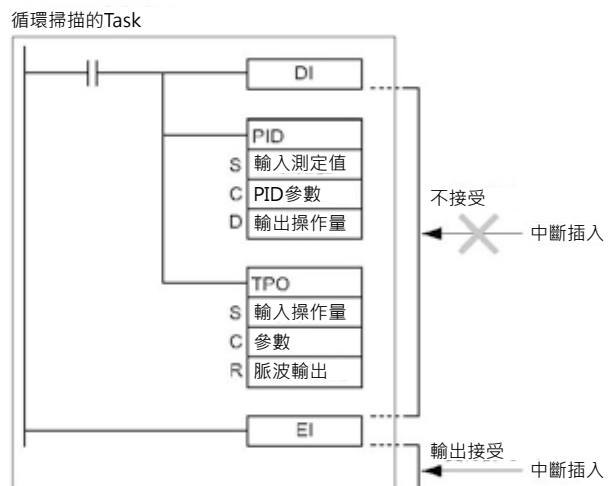 循環掃描的Task
DI
PID
S 輸入測定值
C PID參數
D 輸出操作量
不接受
中斷插入
TPO
S 輸入操作量
C 參數
R 脈波輸出
EI
輸出接受
中斷插入